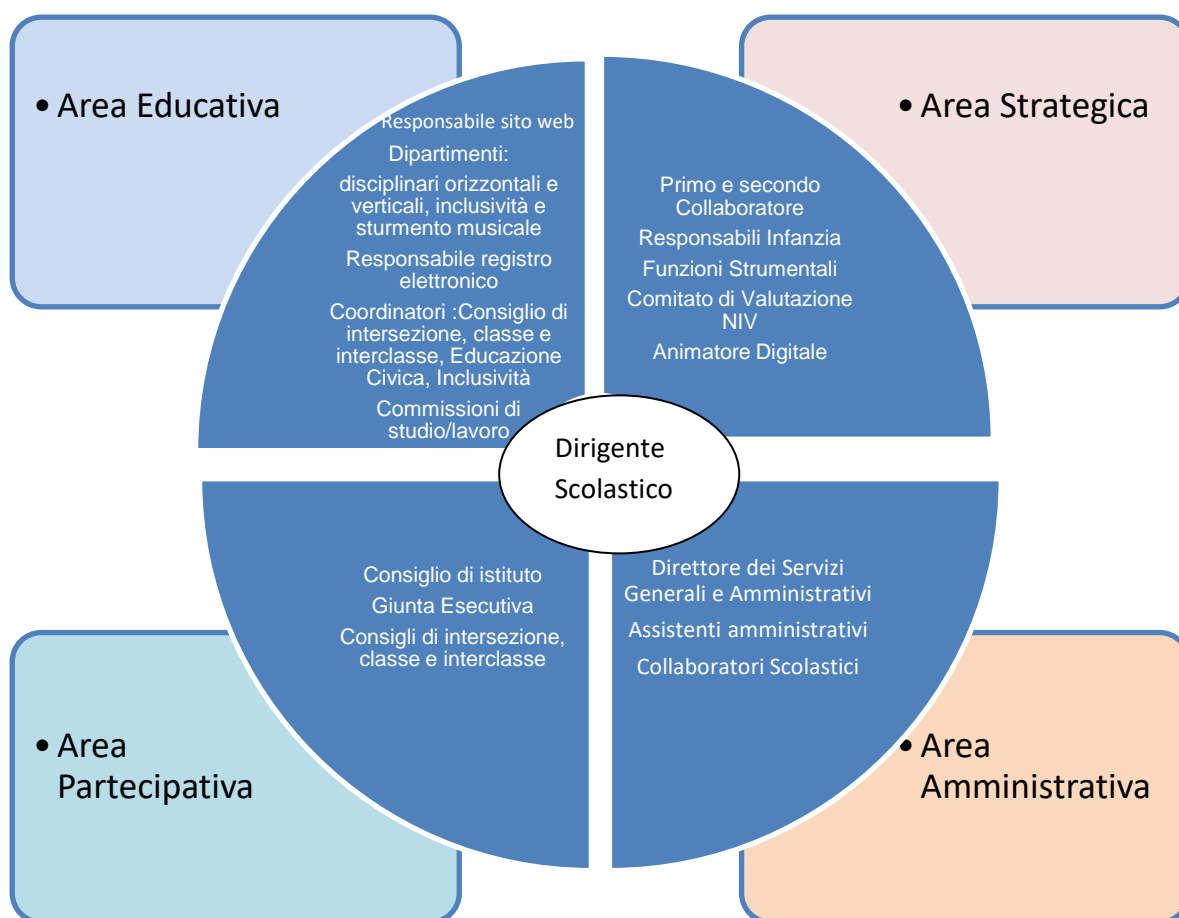 • Area Educativa
Responsabile sito web
Dipartimenti:
disciplinari orizzontali e
verticali, inclusività e
sturmento musicale
Responsabile registro
elettronico
Coordinatori :Consiglio di
intersezione, classe e
interclasse, Educazione
Civica, Inclusività
Commissioni di
studio/lavoro
• Area Strategica
Primo e secondo
Collaboratore
Responsabili Infanzia
Funzioni Strumentali
Comitato di Valutazione
NIV
Animatore Digitale
Dirigente
Scolastico
Consiglio di istituto
Giunta Esecutiva
Consigli di intersezione,
classe e interclasse
• Area
Partecipativa
Direttore dei Servizi
Generali e Amministrativi
Assistenti amministrativi
Collaboratori Scolastici
• Area
Amministrativa